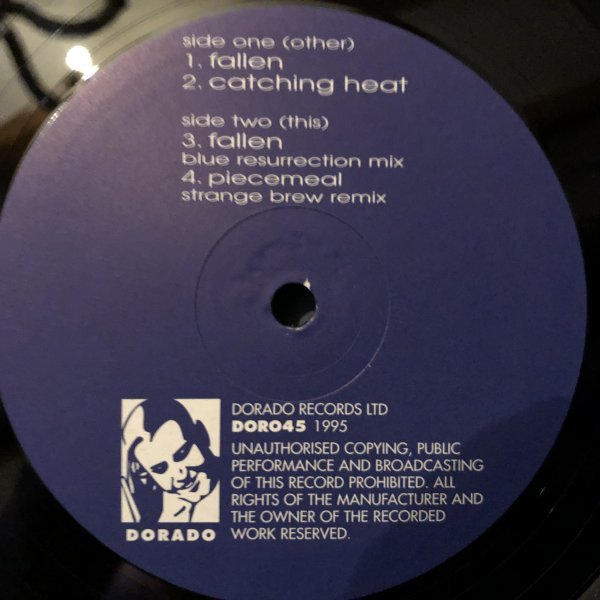 side one (other)
1. fallen
2. catching heat
side two (this)
3. fallen
blue resurrection mix
4. piecemeal
strange brew remix
DORADO RECORDS LTD
DORO45 1995
UNAUTHORISED COPYING, PUBLIC
PERFORMANCE AND BROADCASTING
OF THIS RECORD PROHIBITED. ALL
RIGHTS OF THE MANUFACTURER AND
THE OWNER OF THE RECORDED
WORK RESERVED.
DORADO